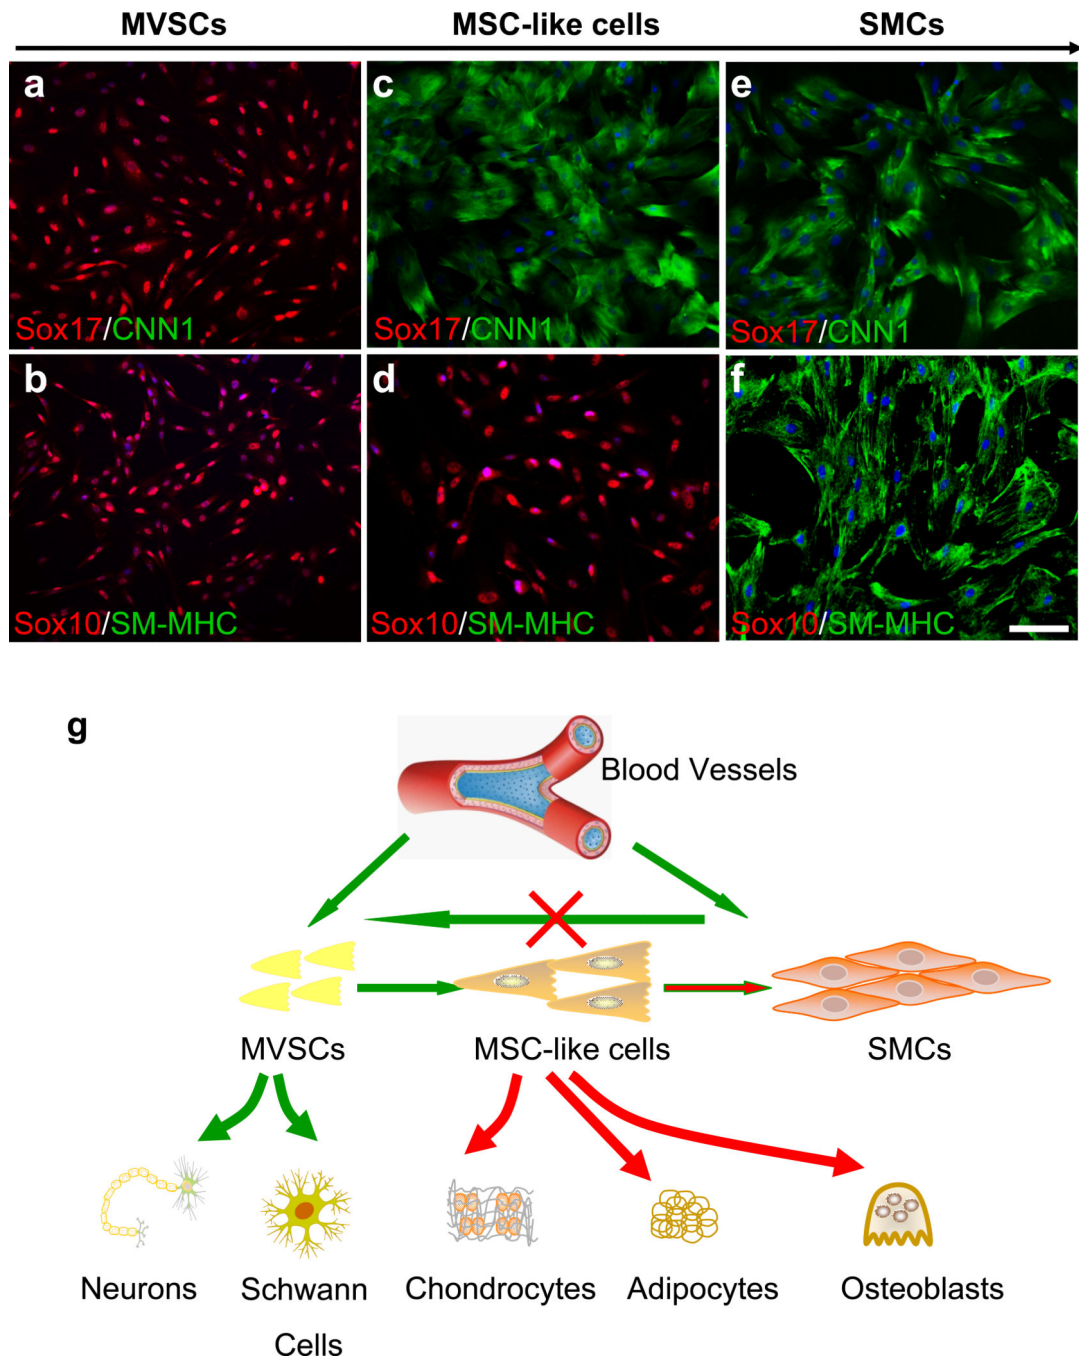 MVSCs MSC-like cells SMCs
a c e
Sox17/CNN1 Sox17/CNN1 Sox17/CNN1
b d f
Sox10/SM-MHC Sox10/SM-MHC Sox10/SM-MHC
g
Blood Vessels
MVSCs MSC-like cells SMCs
Neurons Schwann Chondrocytes Adipocytes Osteoblasts
Cells